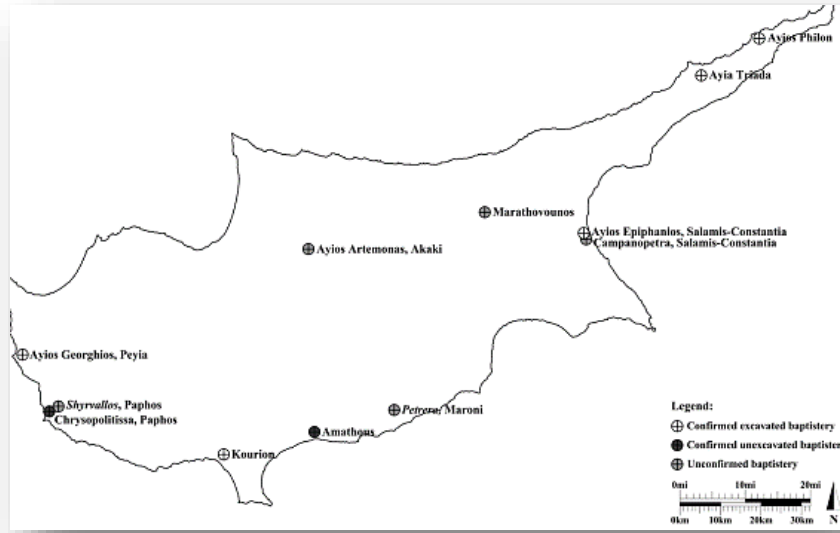 Ayios Philon
Ayia Triada
Marathovounos
Ayios Epiphanios, Salamis-Constantia
Campanopetra, Salamis-Constantia
Ayios Artemonas, Akaki
Ayios Georghios, Peyia
Shyrvallos, Paphos
Chrysopolitissa, Paphos
Petrera, Maroni
Amathous
Kourion
Legend:
Confirmed excavated baptistery
Confirmed unexcavated baptistery
Unconfirmed baptistery
0mi 10mi 20mi
0km 10km 20km 30km N